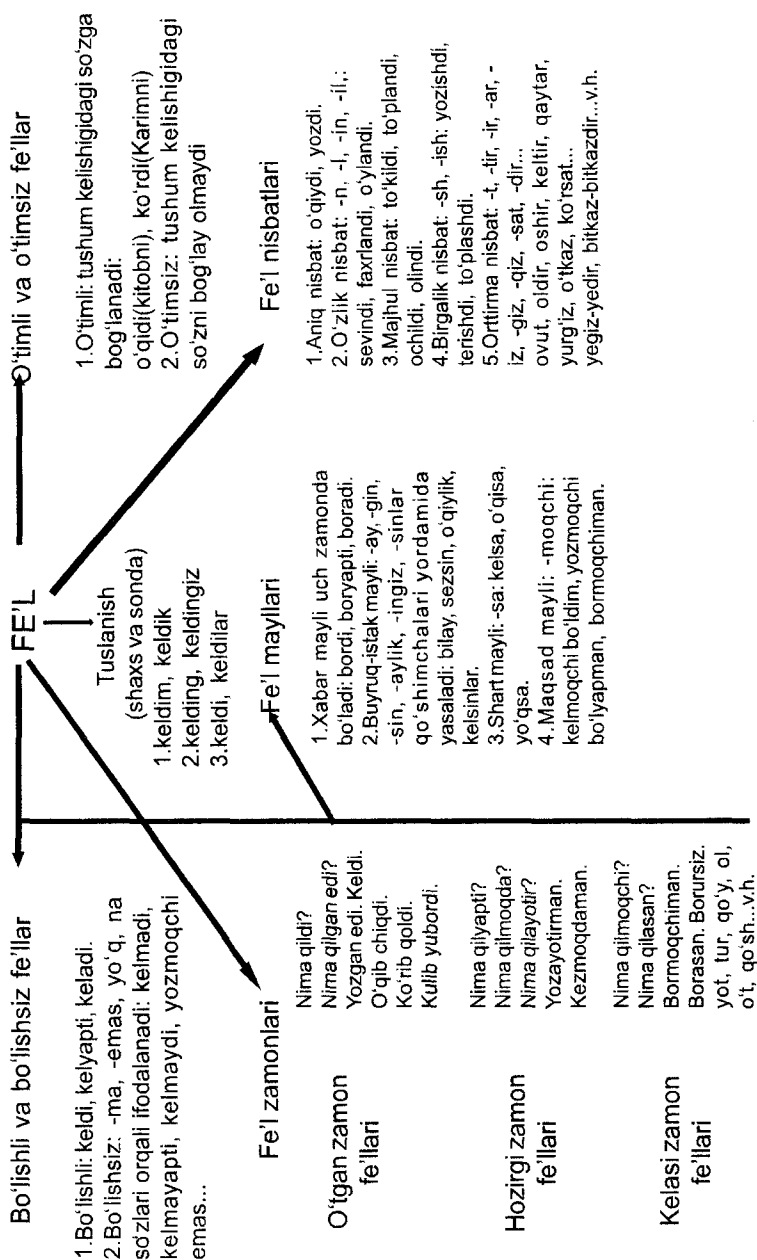 FE'L
Bo'lishli va bo'lishsiz fe'llar
1.Bo'lishli: keldi, kelyapti, keladi.
2.Bo'lishsiz: -ma, -emas, yo'q, na
so'zlari orqali ifodalanadi: kelmadi,
kelmayapti, kelmaydi, yozmoqchi
emas...
Tuslanish
(shaxs va sonda)
1.keldim, keldik
2.kelding, keldingiz
3.keldi, keldilar
O'timli va o'timsiz fe'llar
1.O'timli: tushum kelishigidagi so'zga
bog'lanadi:
o'qidi(kitobni), ko'rdi(Karimni)
2.O'timsiz: tushum kelishigidagi
so'zni bog'lay olmaydi
Fe'l zamonlari
O'tgan zamon
fe'llari
Nima qildi?
Nima qilgan edi?
Yozgan edi. Keldi.
O'qib chiqdi.
Ko'rib qoldi.
Kulib yubordi.
Hozirgi zamon
fe'llari
Nima qilyapti?
Nima qilmoqda?
Nima qilayotir?
Yozayotirman.
Kezmoqdaman.
Kelasi zamon
fe'llari
Nima qilmoqchi?
Nima qilasan?
Bormoqchiman.
Borasan. Borursiz.
yot, tur, qo'y, ol,
o't, qo'sh...v.h.
Fe'l mayllari
1.Xabar mayli uch zamonda
bo'ladi: bordi, boryapti, boradi.
2.Buyruq-istak mayli: -ay, -gin,
-sin, -aylik, -ingiz, -sinlar
qo'shimchalari yordamida
yasaladi: bilay, sezsin, o'qiylik,
kelsinlar.
3.Shart mayli: -sa: kelsa, o'qisa,
yo'qsa.
4.Maqsad mayli: -moqchi:
kelmoqchi bo'ldim, yozmoqchi
bo'lyapman, bormoqchiman.
Fe'l nisbatlari
1.Aniq nisbat: o'qiydi, yozdi.
2.O'zlik nisbat: -n, -l, -in, -il,:
sevindi, faxrlandi, o'ylandi.
3.Majhul nisbat: to'kildi, to'plandi,
ochildi, olindi.
4.Birgalik nisbat: -sh, -ish: yozishdi,
terishdi, to'plashdi.
5.Orttirma nisbat: -t, -tir, -ir, -ar, -
iz, -giz, -qiz, -sat, -dir...
ovut, oldir, oshir, keltir, qaytar,
yurg'iz, o'tkaz, ko'rsat...
yegiz-yedir, bitkaz-bitkazdir...v.h.